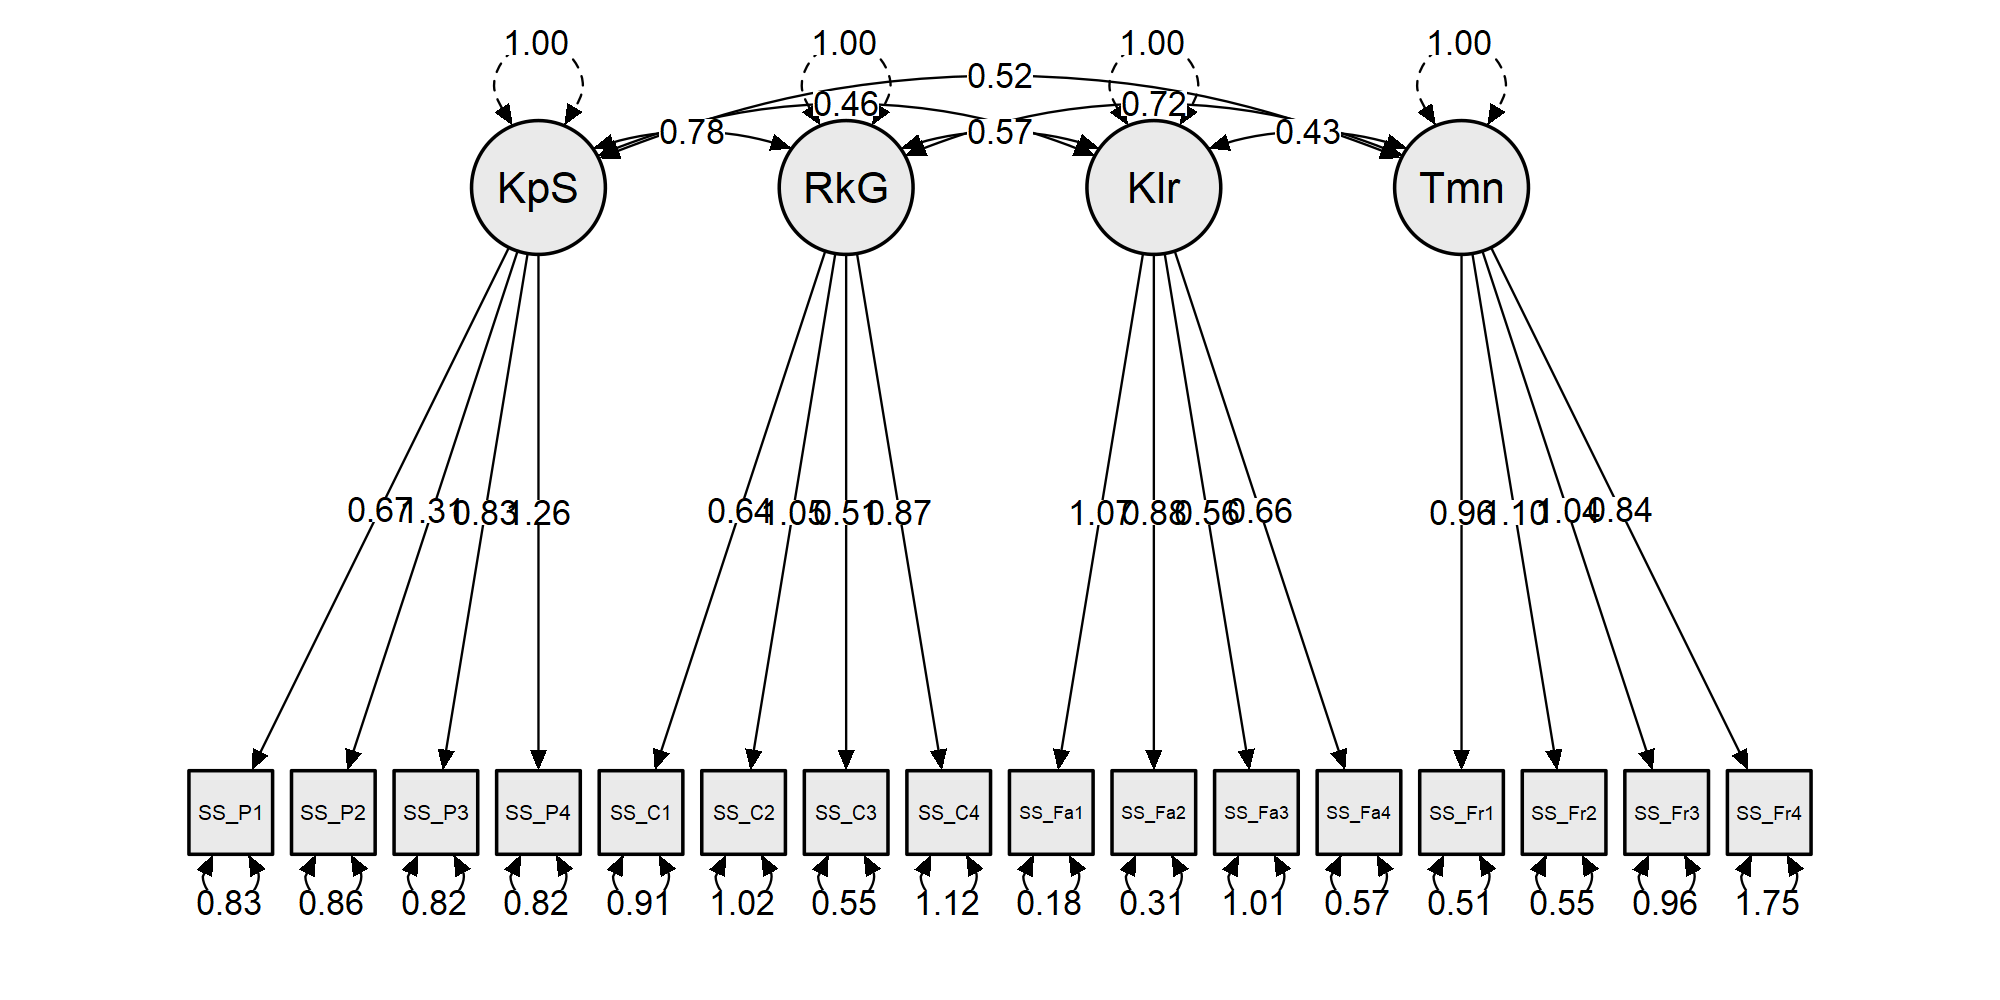 1.00 1.00 1.00 1.00
0.52
0.46 0.72
0.78 0.57 0.43
KpS RkG Klr Tmn
0.67 1.31 0.83 1.26 0.64 1.05 0.51 0.87 1.07 0.88 0.56 0.66 0.96 1.10 1.04 0.84
SS_P1 SS_P2 SS_P3 SS_P4 SS_C1 SS_C2 SS_C3 SS_C4 SS_Fa1 SS_Fa2 SS_Fa3 SS_Fa4 SS_Fr1 SS_Fr2 SS_Fr3 SS_Fr4
0.83 0.86 0.82 0.82 0.91 1.02 0.55 1.12 0.18 0.31 1.01 0.57 0.51 0.55 0.96 1.75